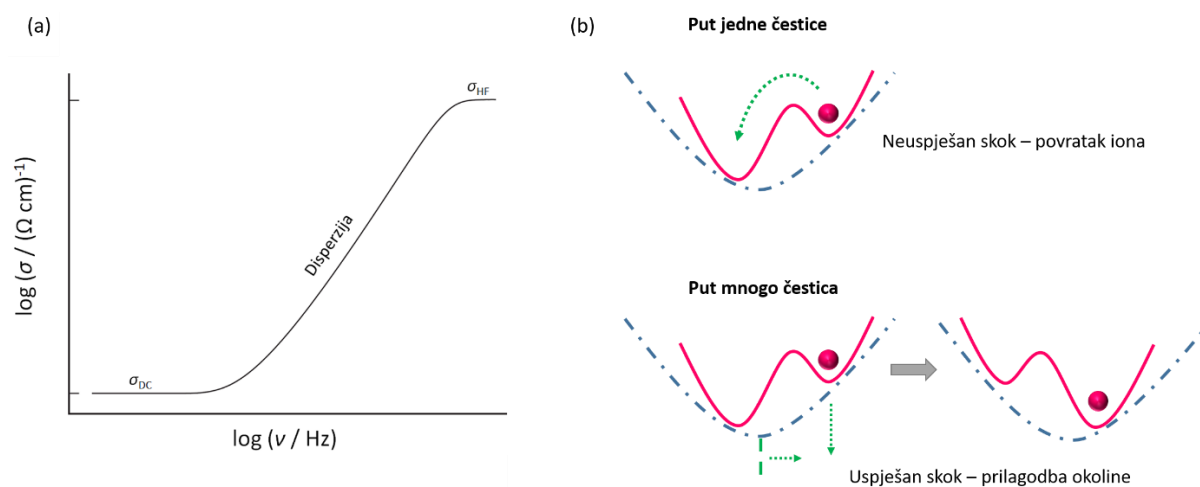 (a)
σHF
Disperzija
σDC
log (σ / (Ω cm)-1
log (ν / Hz)
(b)
Put jedne čestice
Neuspješan skok – povratak iona
Put mnogo čestica
Uspješan skok – prilagodba okoline